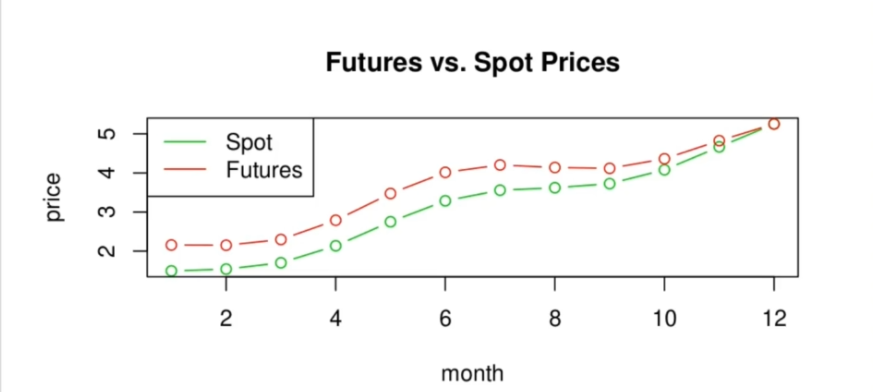 Futures vs. Spot Prices
Spot
Futures
price
5
4
3
2
2 4 6 8 10 12
month